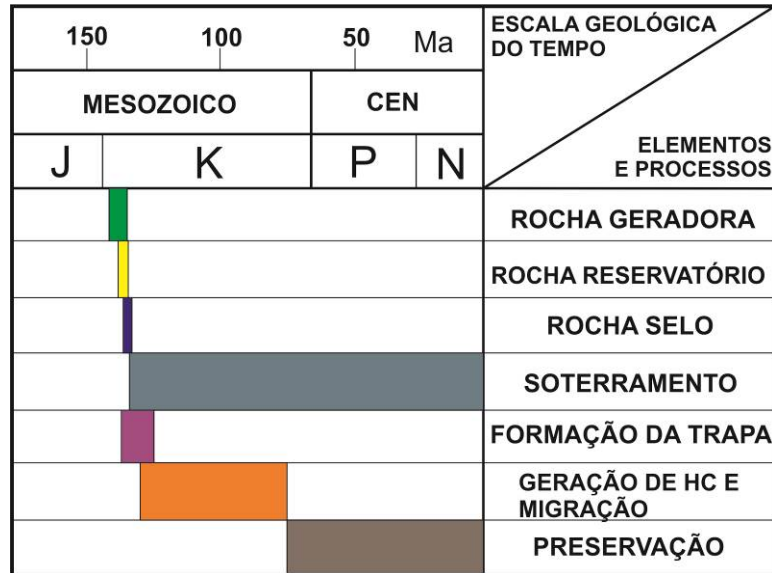 150 100 50 Ma
ESCALA GEOLÓGICA
DO TEMPO
MESOZOICO CEN
J K P N
ELEMENTOS
E PROCESSOS
ROCHA GERADORA
ROCHA RESERVATÓRIO
ROCHA SELO
SOTERRAMENTO
FORMAÇÃO DA TRAPA
GERAÇÃO DE HC E
MIGRAÇÃO
PRESERVAÇÃO